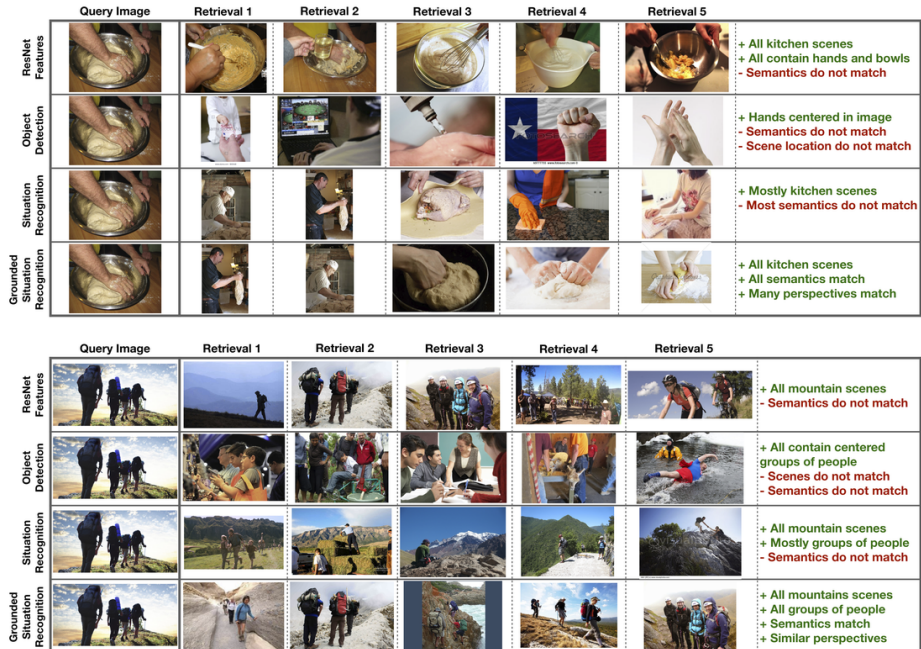 Query Image Retrieval 1 Retrieval 2 Retrieval 3 Retrieval 4 Retrieval 5
ResNet
Features
+ All kitchen scenes
+ All contain hands and bowls
- Semantics do not match
Object
Detection
+ Hands centered in image
- Semantics do not match
- Scene location do not match
Situation
Recognition
+ Mostly kitchen scenes
- Most semantics do not match
Grounded
Situation
Recognition
+ All kitchen scenes
+ All semantics match
+ Many perspectives match
Query Image Retrieval 1 Retrieval 2 Retrieval 3 Retrieval 4 Retrieval 5
ResNet
Features
+ All mountain scenes
- Semantics do not match
Object
Detection
+ All contain centered
groups of people
- Scenes do not match
- Semantics do not match
Situation
Recognition
+ All mountain scenes
+ Mostly groups of people
- Semantics do not match
Grounded
Situation
Recognition
+ All mountains scenes
+ All groups of people
+ Semantics match
+ Similar perspectives